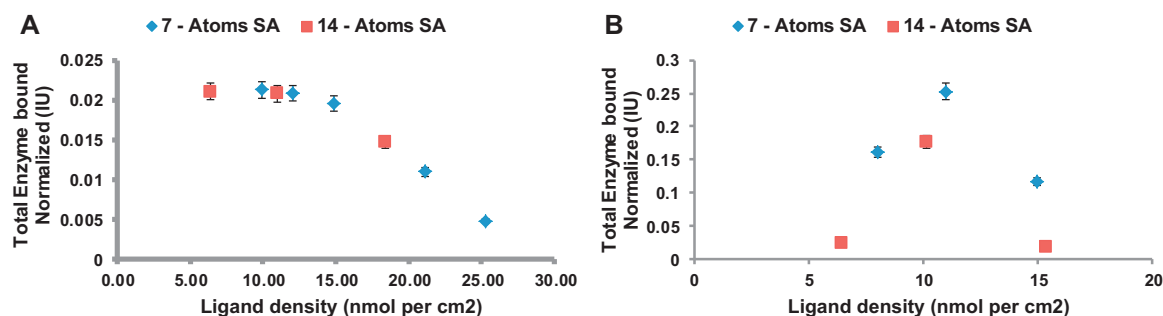 A
7 - Atoms SA 14 - Atoms SA
Total Enzyme bound
Normalized (IU)
0.025
0.02
0.015
0.01
0.005
0
0.00 5.00 10.00 15.00 20.00 25.00 30.00
Ligand density (nmol per cm2)
B
7 - Atoms SA 14 - Atoms SA
Total Enzyme bound
Normalized (IU)
0.3
0.25
0.2
0.15
0.1
0.05
0
0 5 10 15 20
Ligand density (nmol per cm2)